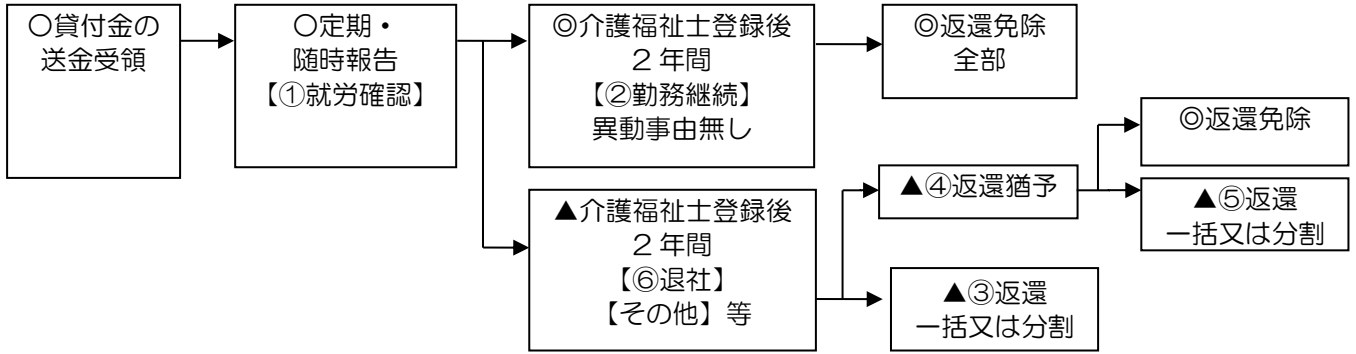 〇貸付金の
送金受領
〇定期・
随時報告
【①就労確認】
◎介護福祉士登録後
２年間
【②勤務継続】
異動事由無し
◎返還免除
全部
▲介護福祉士登録後
２年間
【⑥退社】
【その他】等
▲④返還猶予
◎返還免除
▲⑤返還
一括又は分割
▲③返還
一括又は分割